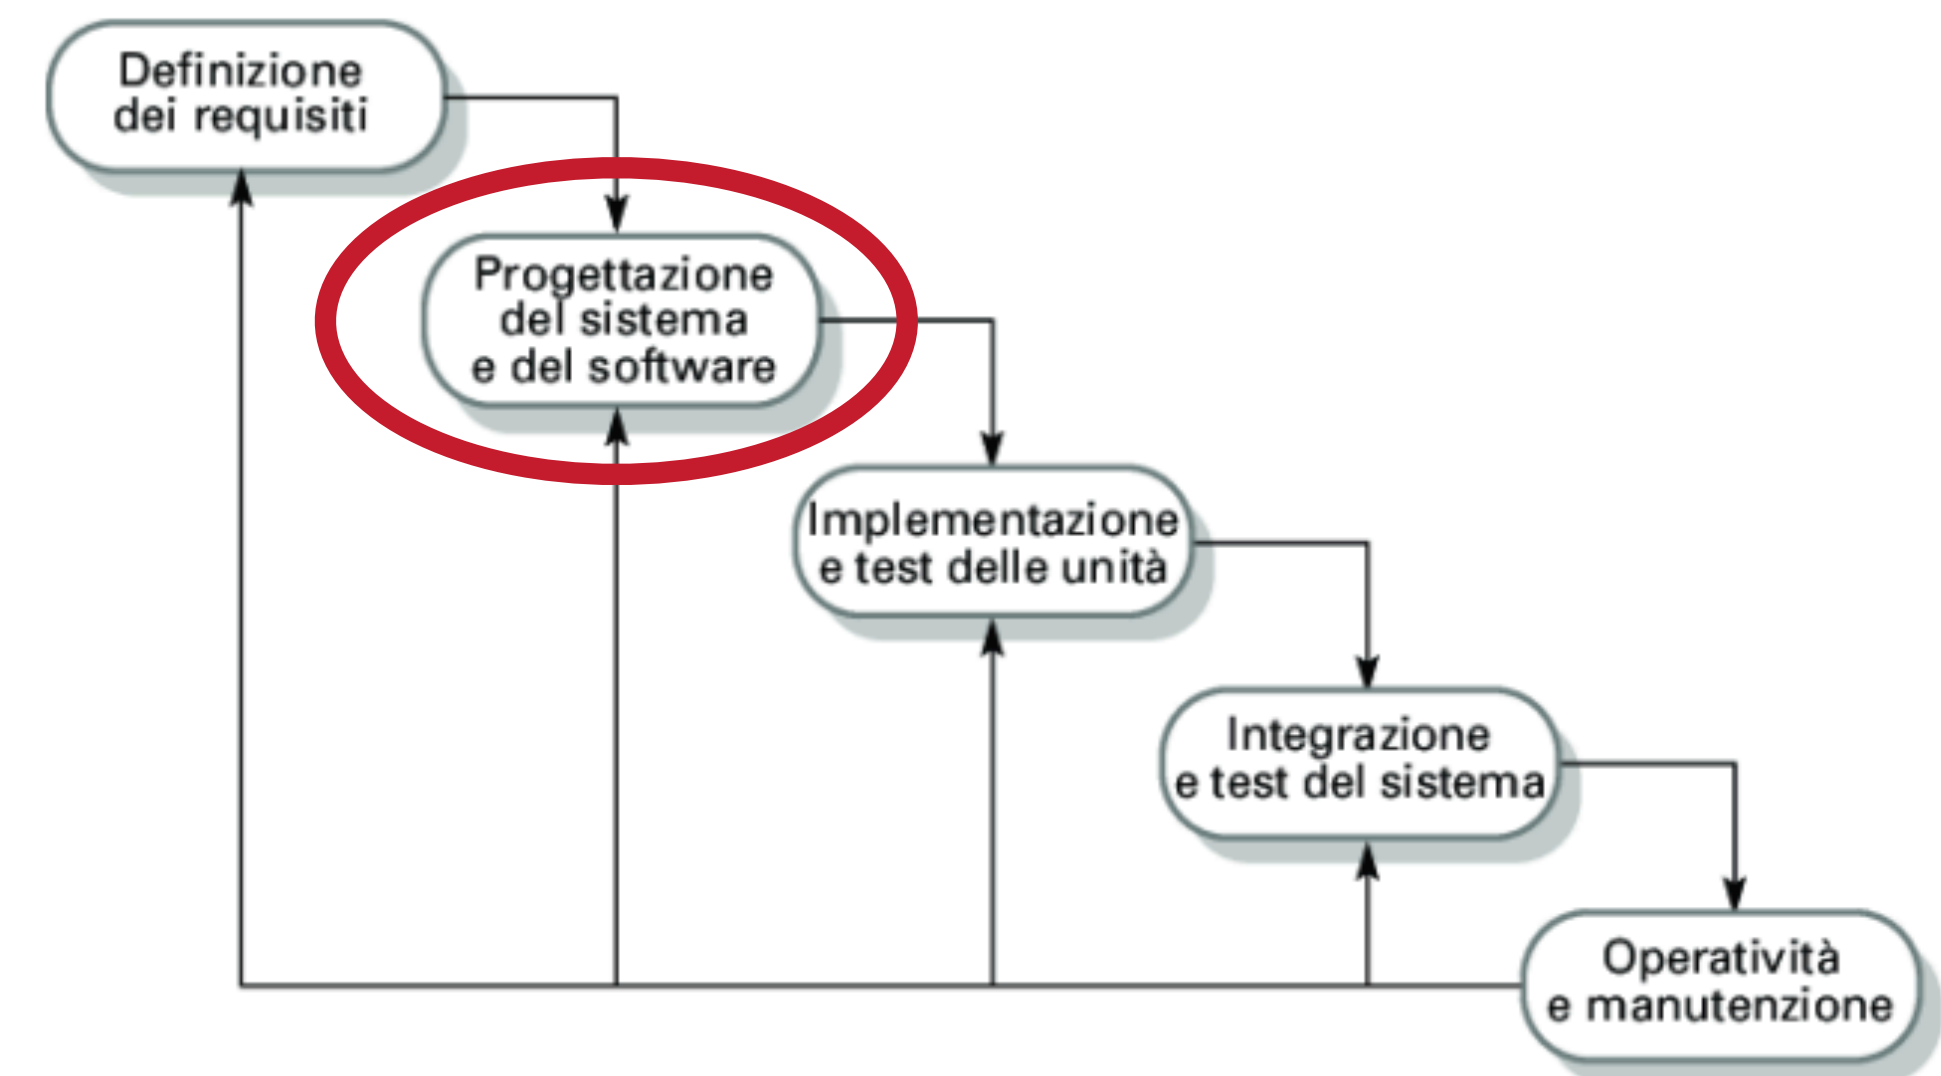 Definizione
dei requisiti
Progettazione
del sistema
e del software
Implementazione
e test delle unità
Integrazione
e test del sistema
Operatività
e manutenzione